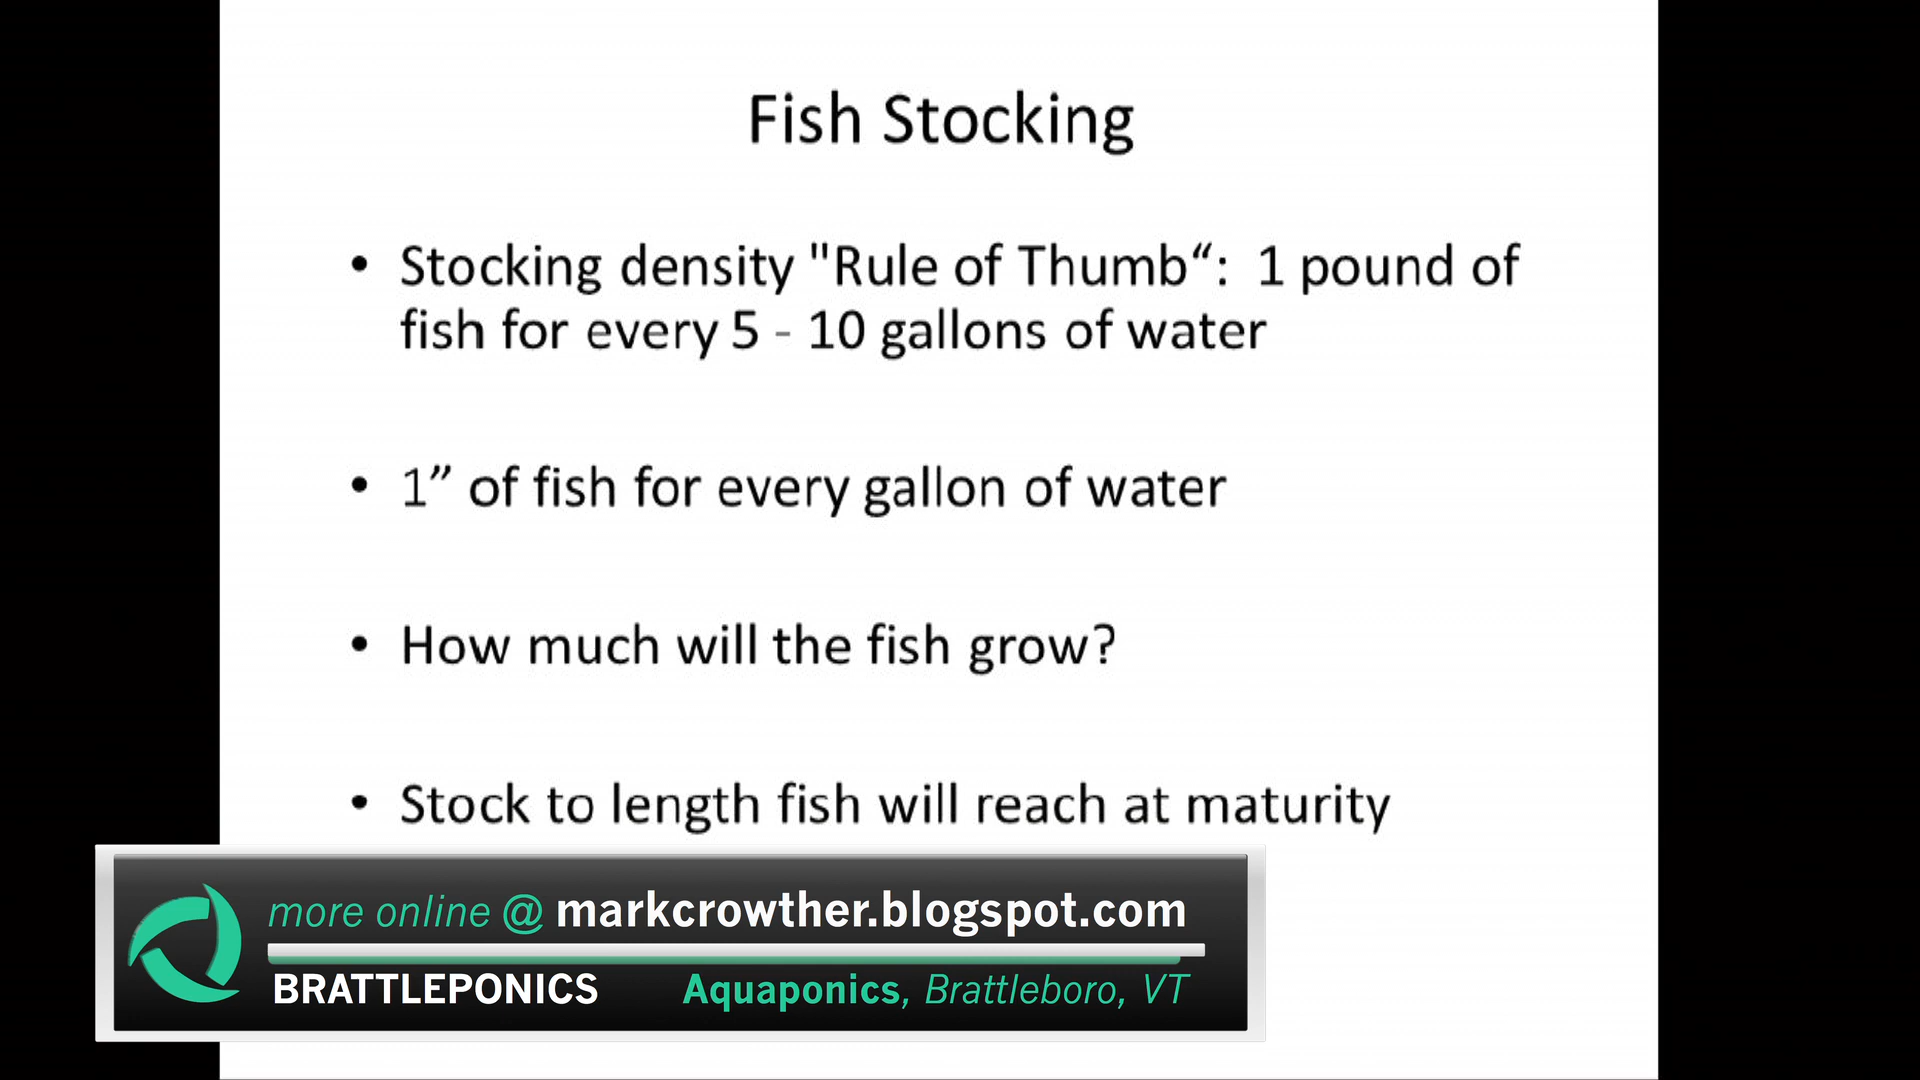 Fish Stocking
• Stocking density "Rule of Thumb“: 1 pound of
fish for every 5 - 10 gallons of water
• 1” of fish for every gallon of water
• How much will the fish grow?
• Stock to length fish will reach at maturity
more online @ markcrowther.blogspot.com
BRATTLEPONICS Aquaponics, Brattleboro, VT